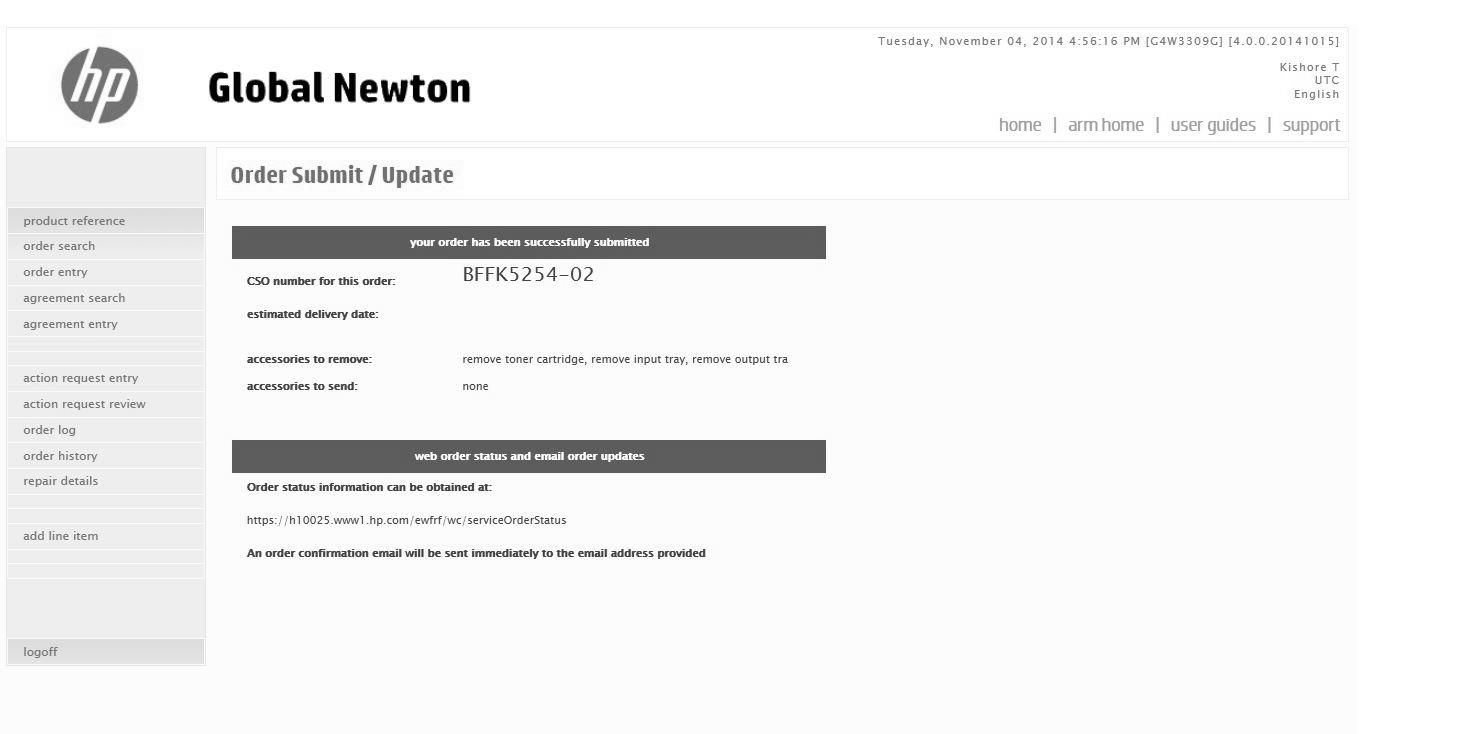 Tuesday, November 04, 2014 4:56:16 PM [G4W3309G] [4.0.0.20141015]
hp
Global Newton
Kishore T
UTC
English
home | arm home | user guides | support
Order Submit / Update
product reference
order search
order entry
agreement search
agreement entry
action request entry
action request review
order log
order history
repair details
add line item
logoff
your order has been successfully submitted
CSO number for this order: BFFK5254-02
estimated delivery date:
accessories to remove: remove toner cartridge, remove input tray, remove output tra
accessories to send: none
web order status and email order updates
Order status information can be obtained at:
https://h10025.www1.hp.com/ewfrf/wc/serviceOrderStatus
An order confirmation email will be sent immediately to the email address provided